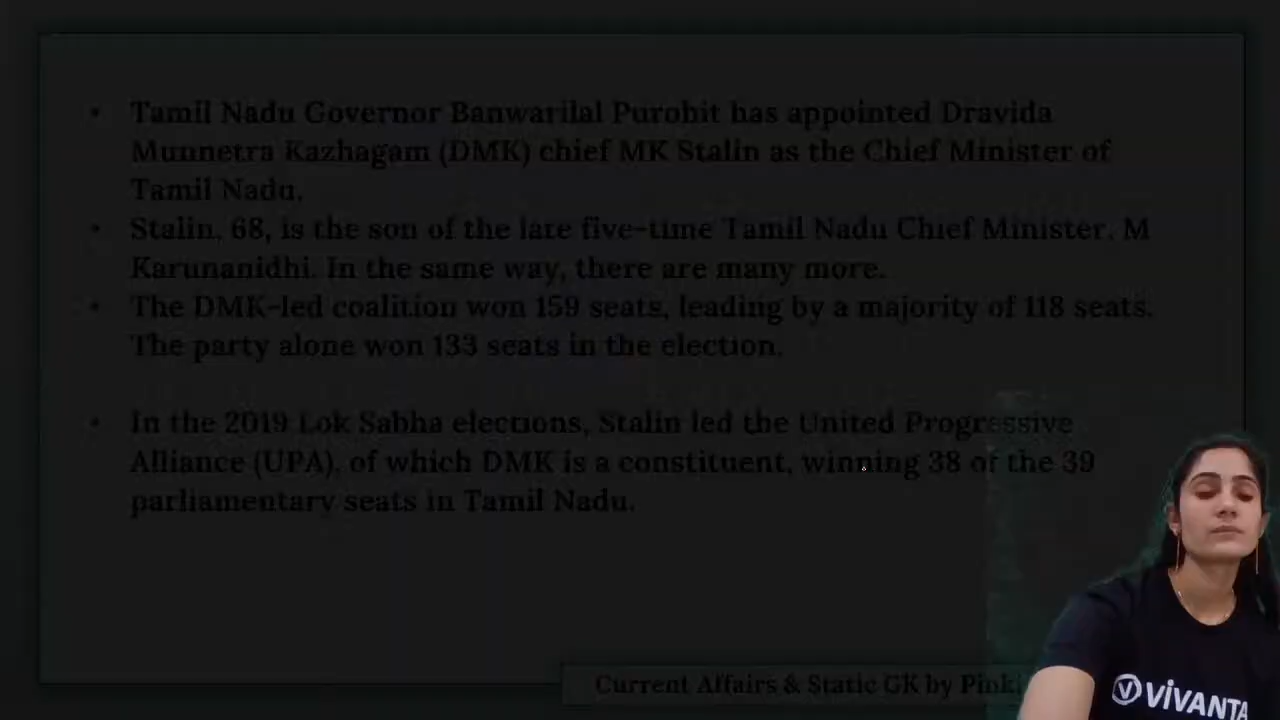 Tamil Nadu Governor Banwarilal Purohit has appointed Dravida
Munnetra Kazhagam (DMK) chief MK Stalin as the Chief Minister of
Tamil Nadu.
Stalin, 68, is the son of the late five-time Tamil Nadu Chief Minister, M
Karunanidhi. In the same way, there are many more.
The DMK-led coalition won 159 seats, leading by a majority of 118 seats.
The party alone won 133 seats in the election.
In the 2019 Lok Sabha elections, Stalin led the United Progressive
Alliance (UPA), of which DMK is a constituent, winning 38 of the 39
parliamentary seats in Tamil Nadu.
Current Affairs & Static GK by Pinki
VIVANTA